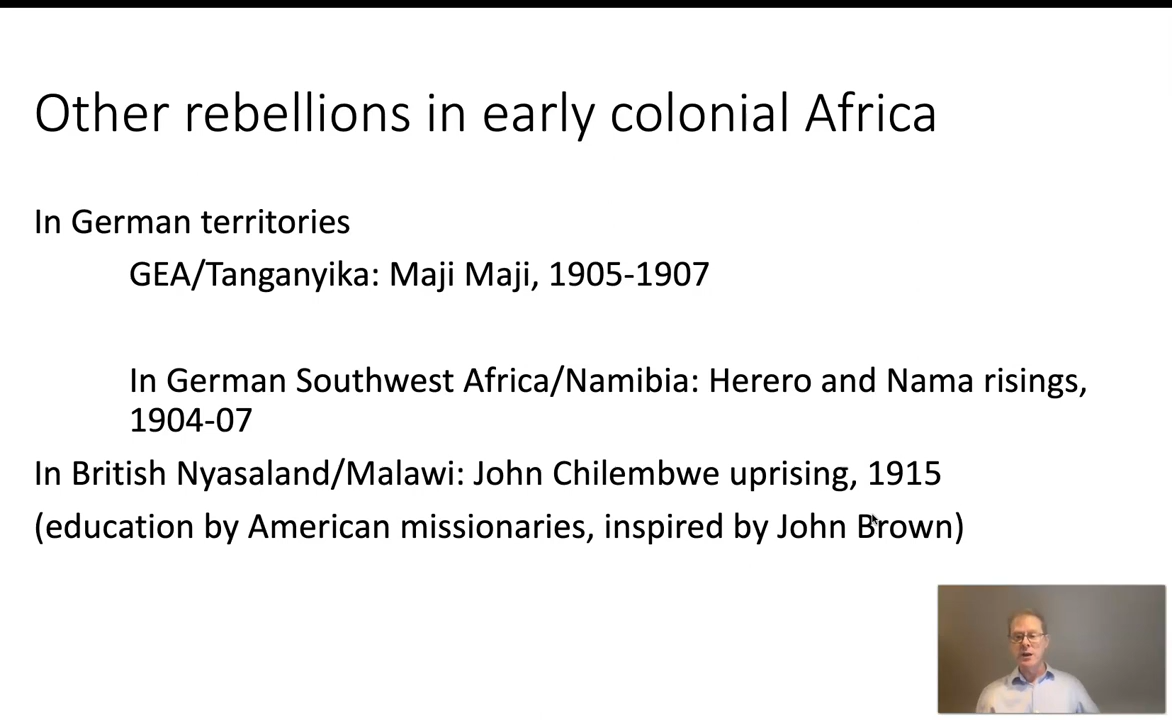 Other rebellions in early colonial Africa
In German territories
GEA/Tanganyika: Maji Maji, 1905-1907
In German Southwest Africa/Namibia: Herero and Nama risings,
1904-07
In British Nyasaland/Malawi: John Chilembwe uprising, 1915
(education by American missionaries, inspired by John Brown)